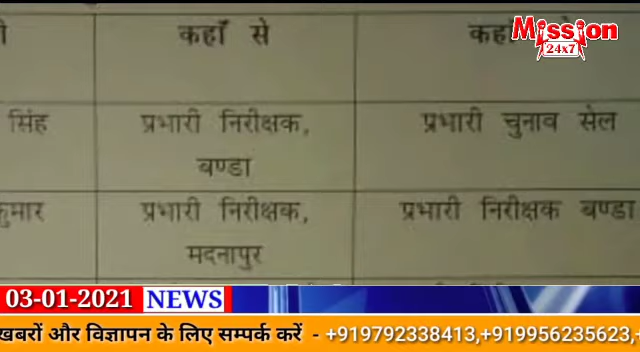 कहाँ से
Mission
24x7
सिंह
प्रभारी निरीक्षक,
बण्डा
प्रभारी चुनाव सेल
प्रभारी निरीक्षक,
मदनापुर
प्रभारी निरीक्षक बण्डा
03-01-2021 NEWS
खबरों और विज्ञापन के लिए सम्पर्क करें - +919792338413,+919956235623,